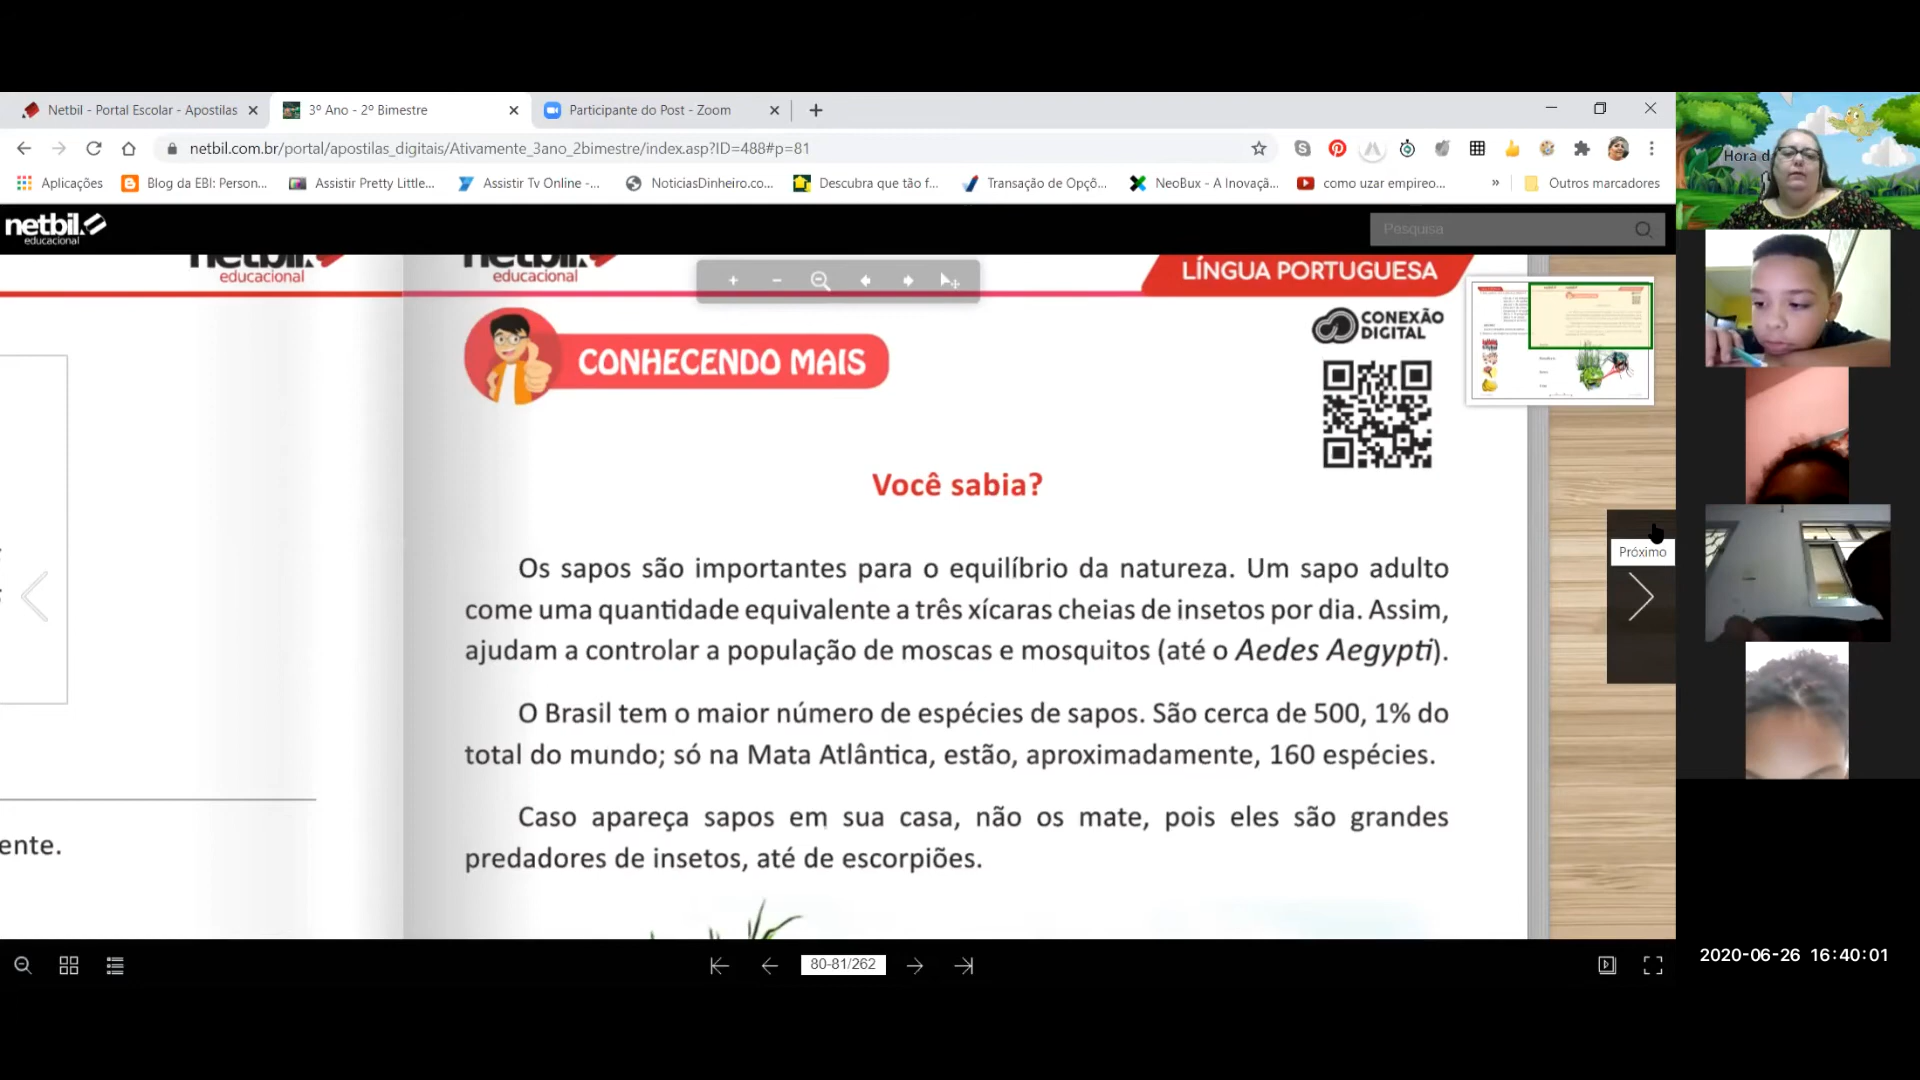 Netbil - Portal Escolar - Apostilas
3º Ano - 2º Bimestre
Participante do Post - Zoom
netbil.com.br/portal/apostilas_digitais/Ativamente_3ano_2bimestre/index.asp?ID=488#p=81
Aplicações
Blog da EBI: Person...
Assistir Pretty Little...
Assistir Tv Online -...
NoticiasDinheiro.co...
Descubra que tão f...
Transação de Opçõ...
NeoBux - A Inovaçã...
como uzar empireo...
»
Outros marcadores
Hora d
netbil
educacional
Pesquisa
netbil
educacional
netbil
educacional
LÍNGUA PORTUGUESA
CONHECENDO MAIS
CONEXÃO
DIGITAL
Você sabia?
Próximo
Os sapos são importantes para o equilíbrio da natureza. Um sapo adulto
come uma quantidade equivalente a três xícaras cheias de insetos por dia. Assim,
ajudam a controlar a população de moscas e mosquitos (até o Aedes Aegypti).
O Brasil tem o maior número de espécies de sapos. São cerca de 500, 1% do
total do mundo; só na Mata Atlântica, estão, aproximadamente, 160 espécies.
Caso apareça sapos em sua casa, não os mate, pois eles são grandes
predadores de insetos, até de escorpiões.
ente.
80-81/262
2020-06-26 16:40:01